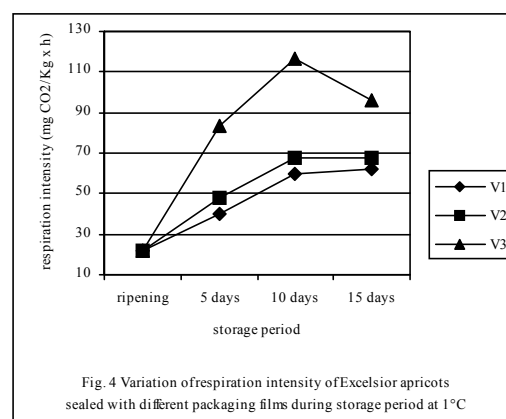 respiration intensity (mg CO2/Kg x h)
130
110
90
70
50
30
10
ripening 5 days 10 days 15 days
storage period
V1
V2
V3
Fig. 4 Variation of respiration intensity of Excelsior apricots
sealed with different packaging films during storage period at 1°C